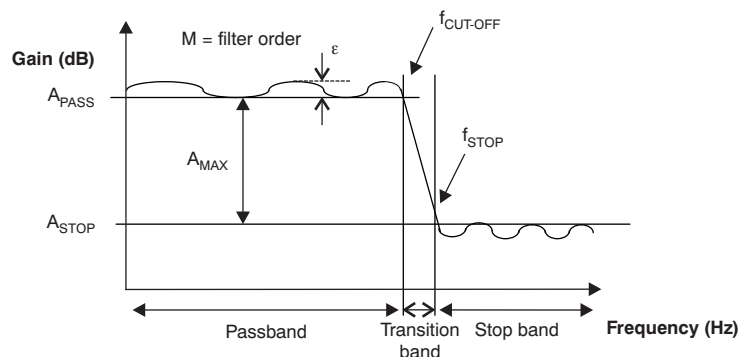 f_CUT-OFF
M = filter order
ε
Gain (dB)
A_PASS
f_STOP
A_MAX
A_STOP
Passband
Transition
band
Stop band
Frequency (Hz)